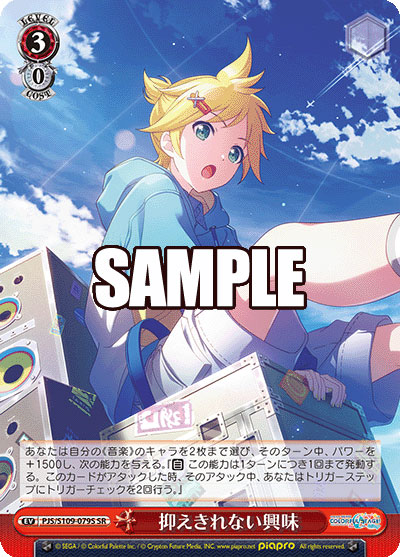 LEVEL
3
0
COST
SAMPLE
あなたは自分の《音楽》のキャラを2枚まで選び、そのターン中、パワーを
+1500し、次の能力を与える。『自 この能力は1ターンにつき1回まで発動
する。このカードがアタックした時、そのアタック中、あなたはトリガーステッ
プにトリガーチェックを2回行う。』
EV PJS/S109-079S SR 抑えきれない興味
COLORFUL STAGE!
© SEGA / © Colorful Palette Inc. / © Crypton Future Media, INC. www.piapro.net piapro All rights reserved.